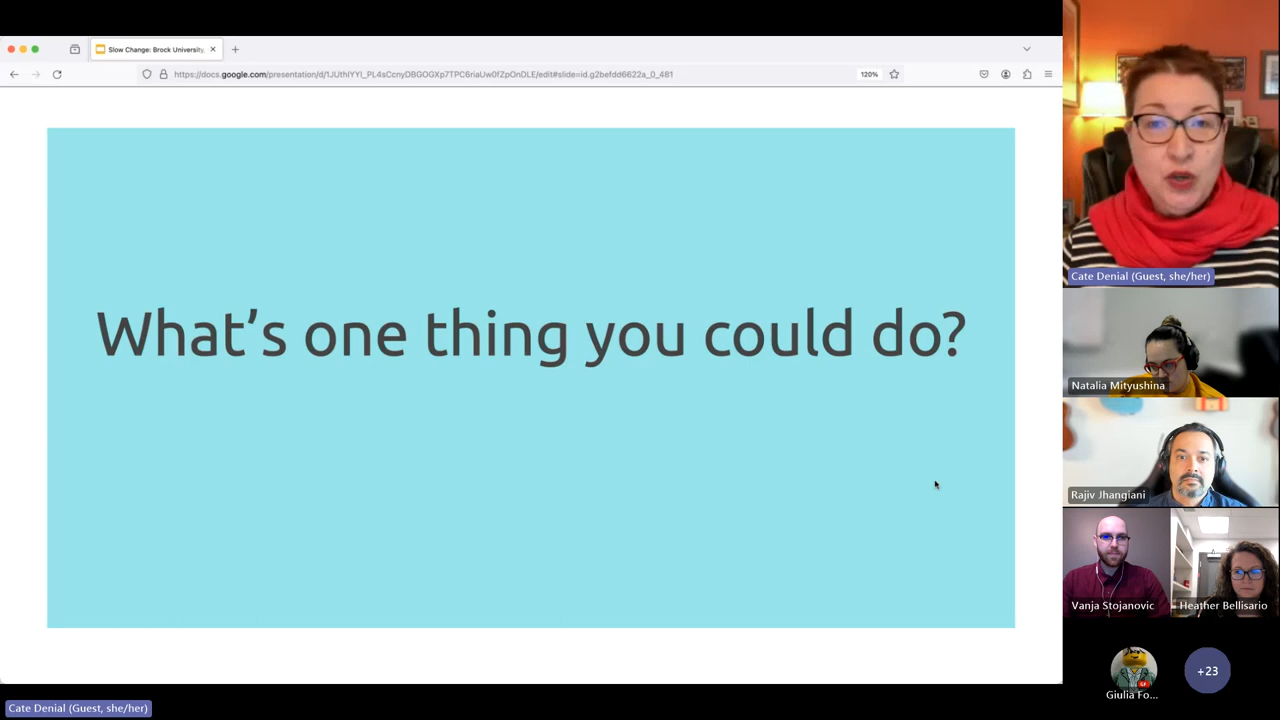 Slow Change: Brock University,
https://docs.google.com/presentation/d/1JUthIYYI_PL4sCcnyDBGOGXp7TPC6riaUw0fZpOnDLE/edit#slide=id.g2befdd6622a_0_481
120%
What's one thing you could do?
Cate Denial (Guest, she/her)
Natalia Mityushina
Rajiv Jhangiani
Vanja Stojanovic
Heather Bellisario
Giulia Fo...
+23
Cate Denial (Guest, she/her)